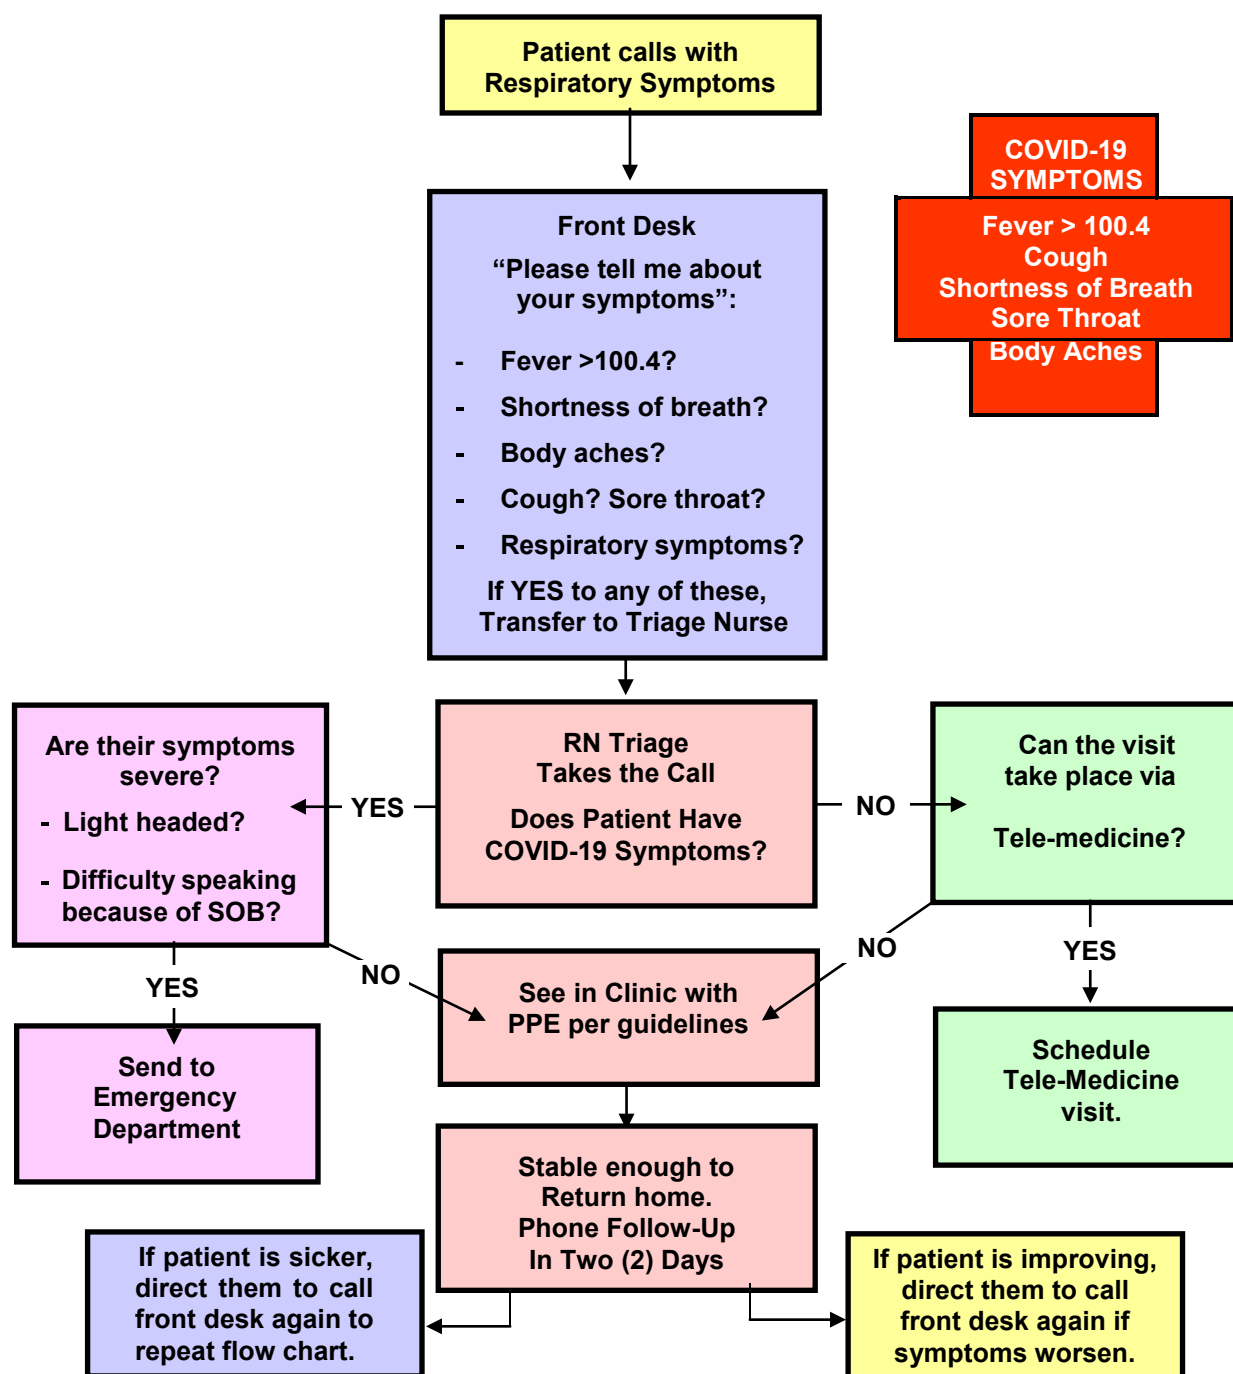 Patient calls with
Respiratory Symptoms
COVID-19
SYMPTOMS
Fever > 100.4
Cough
Shortness of Breath
Sore Throat
Body Aches
Front Desk
“Please tell me about
your symptoms”:
- Fever >100.4?
- Shortness of breath?
- Body aches?
- Cough? Sore throat?
- Respiratory symptoms?
If YES to any of these,
Transfer to Triage Nurse
RN Triage
Takes the Call
Does Patient Have
COVID-19 Symptoms?
YES
NO
Are their symptoms
severe?
- Light headed?
- Difficulty speaking
because of SOB?
YES
NO
Send to
Emergency
Department
Can the visit
take place via
Tele-medicine?
NO
YES
Schedule
Tele-Medicine
visit.
See in Clinic with
PPE per guidelines
Stable enough to
Return home.
Phone Follow-Up
In Two (2) Days
If patient is sicker,
direct them to call
front desk again to
repeat flow chart.
If patient is improving,
direct them to call
front desk again if
symptoms worsen.